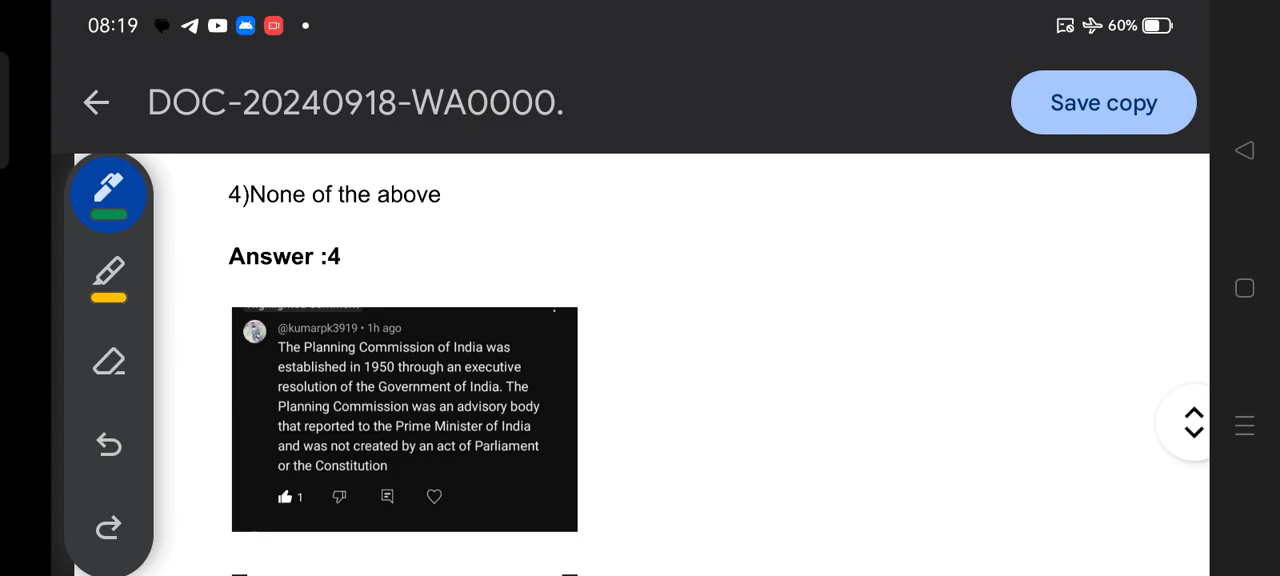 08:19
60%
DOC-20240918-WA0000.
Save copy
4)None of the above
Answer :4
@kumarpk3919 • 1h ago
The Planning Commission of India was
established in 1950 through an executive
resolution of the Government of India. The
Planning Commission was an advisory body
that reported to the Prime Minister of India
and was not created by an act of Parliament
or the Constitution
1